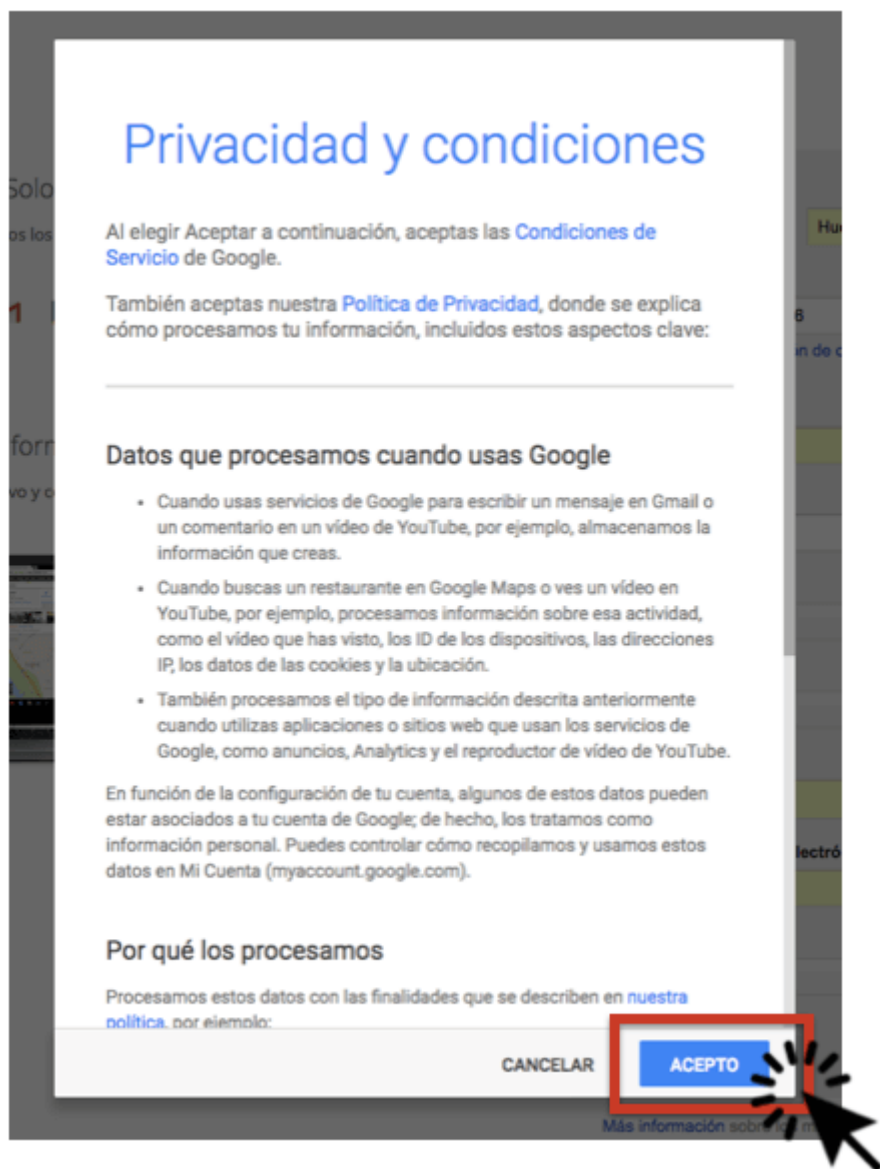 Privacidad y condiciones
Al elegir Aceptar a continuación, aceptas las Condiciones de
Servicio de Google.
También aceptas nuestra Política de Privacidad, donde se explica
cómo procesamos tu información, incluidos estos aspectos clave:
Datos que procesamos cuando usas Google
• Cuando usas servicios de Google para escribir un mensaje en Gmail o
un comentario en un vídeo de YouTube, por ejemplo, almacenamos la
información que creas.
• Cuando buscas un restaurante en Google Maps o ves un vídeo en
YouTube, por ejemplo, procesamos información sobre esa actividad,
como el vídeo que has visto, los ID de los dispositivos, las direcciones
IP, los datos de las cookies y la ubicación.
• También procesamos el tipo de información descrita anteriormente
cuando utilizas aplicaciones o sitios web que usan los servicios de
Google, como anuncios, Analytics y el reproductor de vídeo de YouTube.
En función de la configuración de tu cuenta, algunos de estos datos pueden
estar asociados a tu cuenta de Google; de hecho, los tratamos como
información personal. Puedes controlar cómo recopilamos y usamos estos
datos en Mi Cuenta (myaccount.google.com).
Por qué los procesamos
Procesamos estos datos con las finalidades que se describen en nuestra
política, por ejemplo:
CANCELAR ACEPTO
Más información sobre los